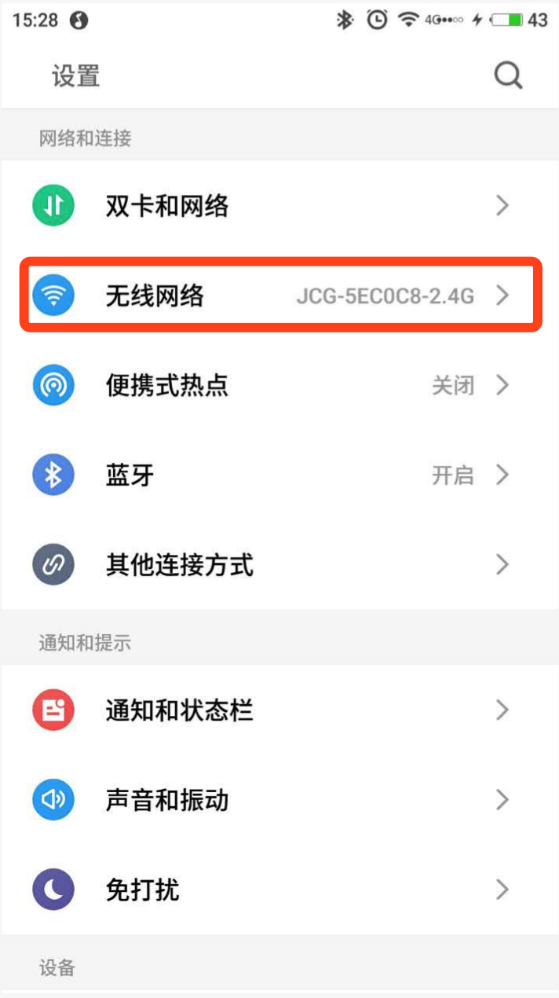 15:28 4G 43
设置
网络和连接
双卡和网络
无线网络 JCG-5EC0C8-2.4G
便携式热点 关闭
蓝牙 开启
其他连接方式
通知和提示
通知和状态栏
声音和振动
免打扰
设备